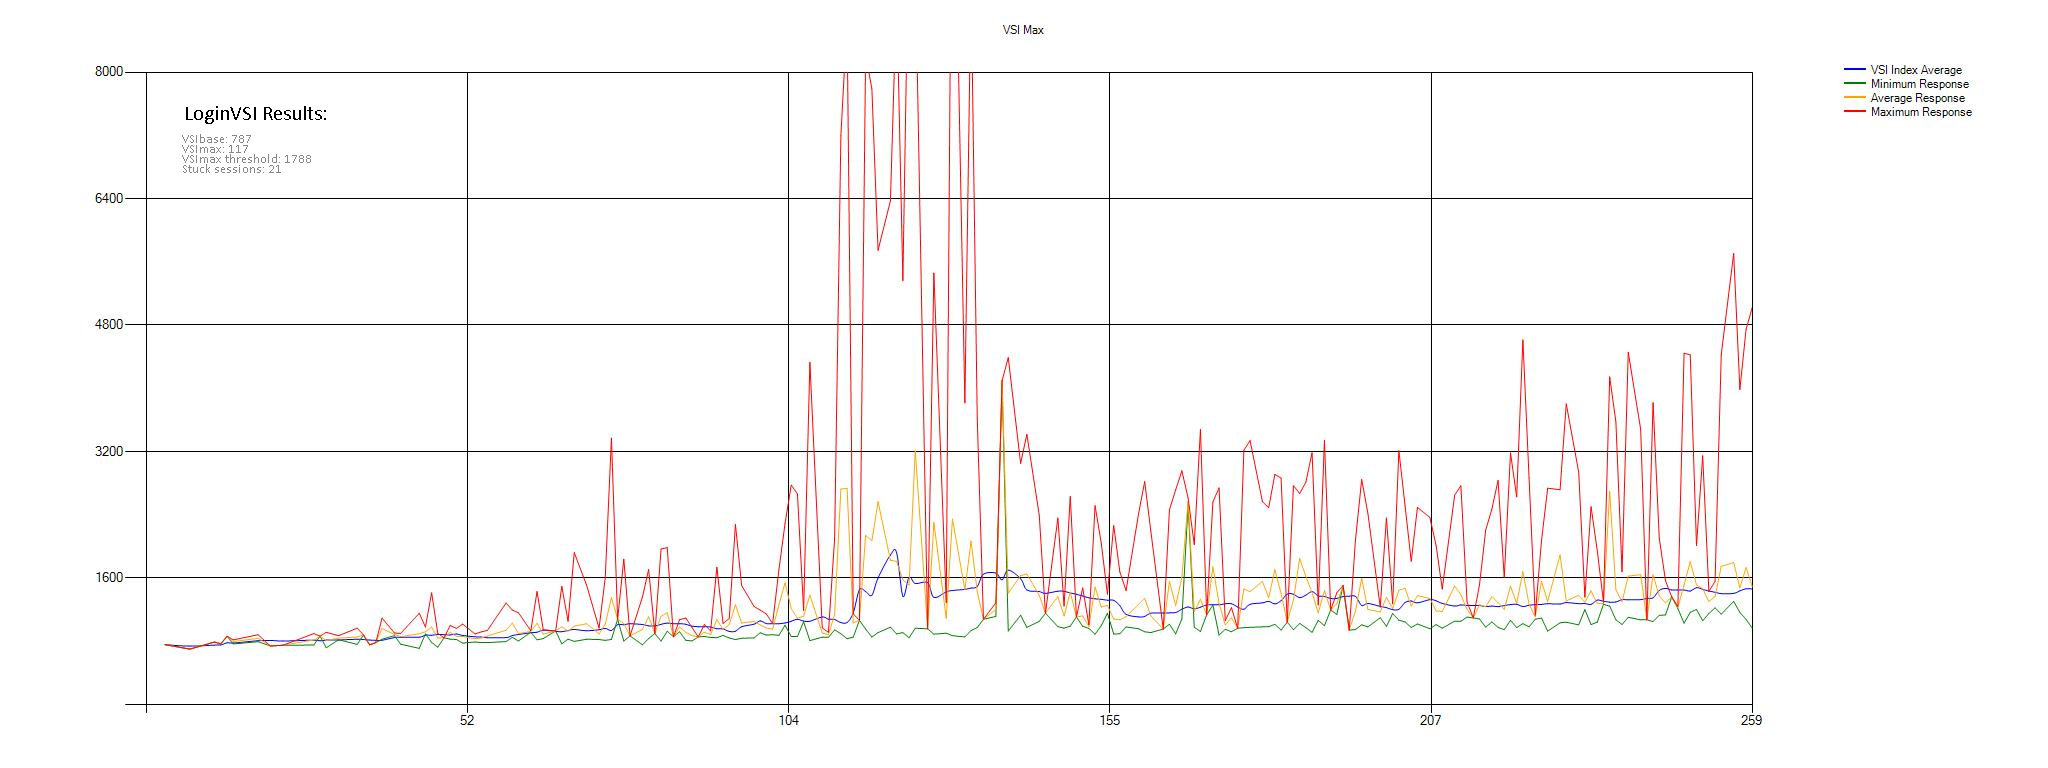 VSI Max
8000
6400
4800
3200
1600
52
104
155
207
259
LoginVSI Results:
VSIbase: 787
VSImax: 117
VSImax threshold: 1788
Stuck sessions: 21
VSI Index Average
Minimum Response
Average Response
Maximum Response